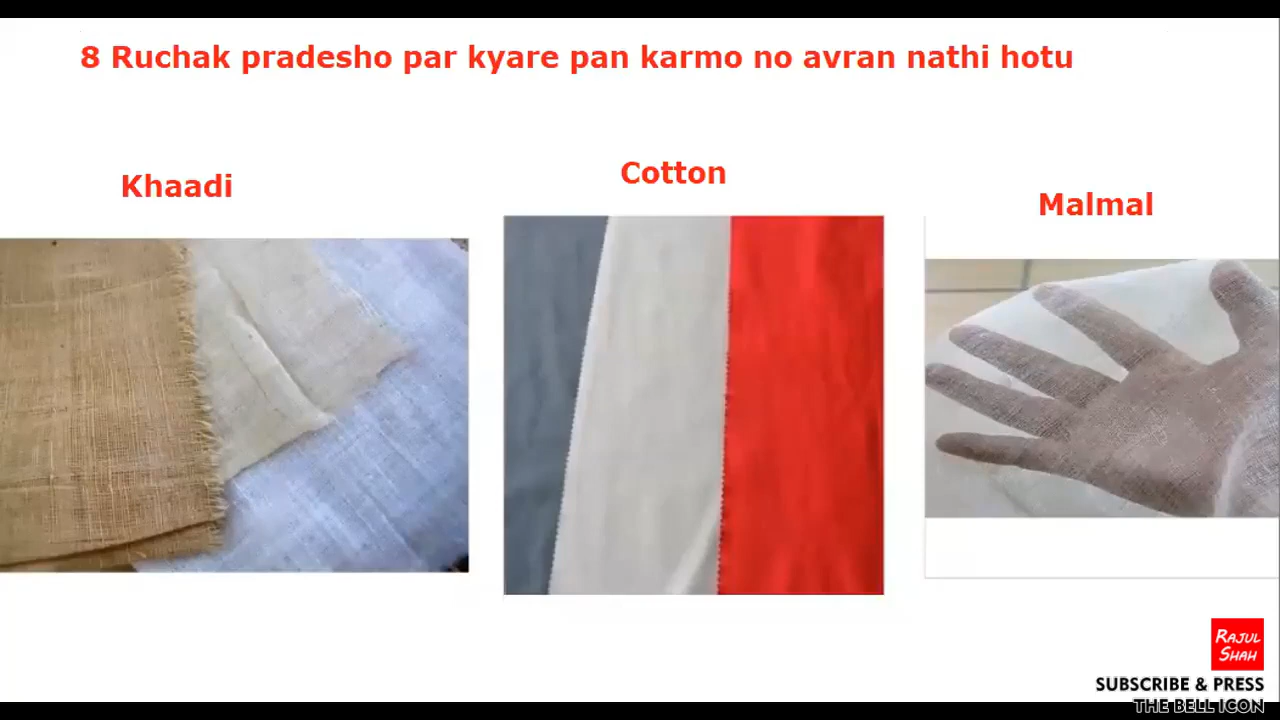 8 Ruchak pradesho par kyare pan karmo no avran nathi hotu
Khaadi
Cotton
Malmal
RAJUL
SHAH
SUBSCRIBE & PRESS
THE BELL ICON